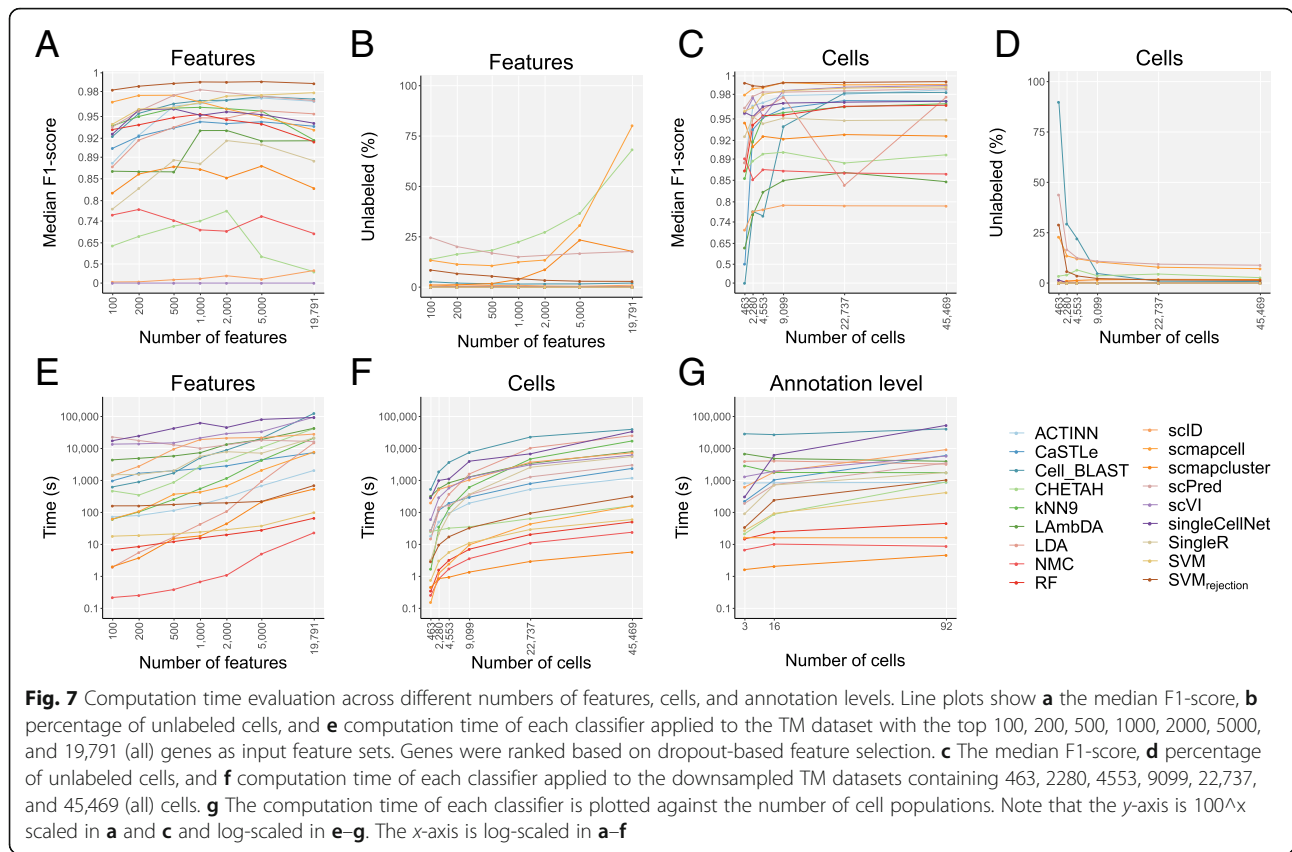 A
Features
Median F1-score
1
0.98
0.95
0.92
0.89
0.85
0.8
0.74
0.65
0.5
0
100
200
500
1,000
2,000
5,000
19,791
Number of features
B
Features
Unlabeled (%)
100
75
50
25
0
100
200
500
1,000
2,000
5,000
19,791
Number of features
C
Cells
Median F1-score
1
0.98
0.95
0.92
0.89
0.85
0.8
0.74
0.65
0.5
0
463
2,280
4,553
9,099
22,737
45,469
Number of cells
D
Cells
Unlabeled (%)
100
75
50
25
0
463
2,280
4,553
9,099
22,737
45,469
Number of cells
E
Features
Time (s)
100,000
10,000
1,000
100
10
1
0.1
100
200
500
1,000
2,000
5,000
19,791
Number of features
F
Cells
Time (s)
100,000
10,000
1,000
100
10
1
0.1
463
2,280
4,553
9,099
22,737
45,469
Number of cells
G
Annotation level
Time (s)
100,000
10,000
1,000
100
10
1
0.1
3
16
92
Number of cells
ACTINN
CaSTLe
Cell_BLAST
CHETAH
kNN9
LAmbDA
LDA
NMC
RF
scID
scmapcell
scmapcluster
scPred
scVI
singleCellNet
SingleR
SVM
SVMrejection
Fig. 7 Computation time evaluation across different numbers of features, cells, and annotation levels. Line plots show a the median F1-score, b
percentage of unlabeled cells, and e computation time of each classifier applied to the TM dataset with the top 100, 200, 500, 1000, 2000, 5000,
and 19,791 (all) genes as input feature sets. Genes were ranked based on dropout-based feature selection. c The median F1-score, d percentage
of unlabeled cells, and f computation time of each classifier applied to the downsampled TM datasets containing 463, 2280, 4553, 9099, 22,737,
and 45,469 (all) cells. g The computation time of each classifier is plotted against the number of cell populations. Note that the y-axis is 100^x
scaled in a and c and log-scaled in e–g. The x-axis is log-scaled in a–f